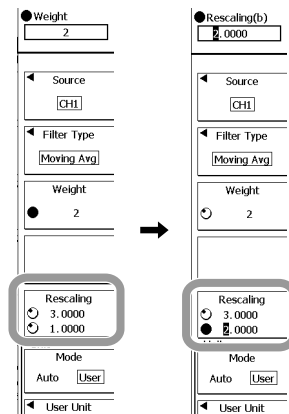 Weight
2
Source
CH1
Filter Type
Moving Avg
Weight
2
Rescaling
3.0000
1.0000
Mode
Auto User
User Unit
Rescaling(b)
2.0000
Source
CH1
Filter Type
Moving Avg
Weight
2
Rescaling
3.0000
2.0000
Mode
Auto User
User Unit